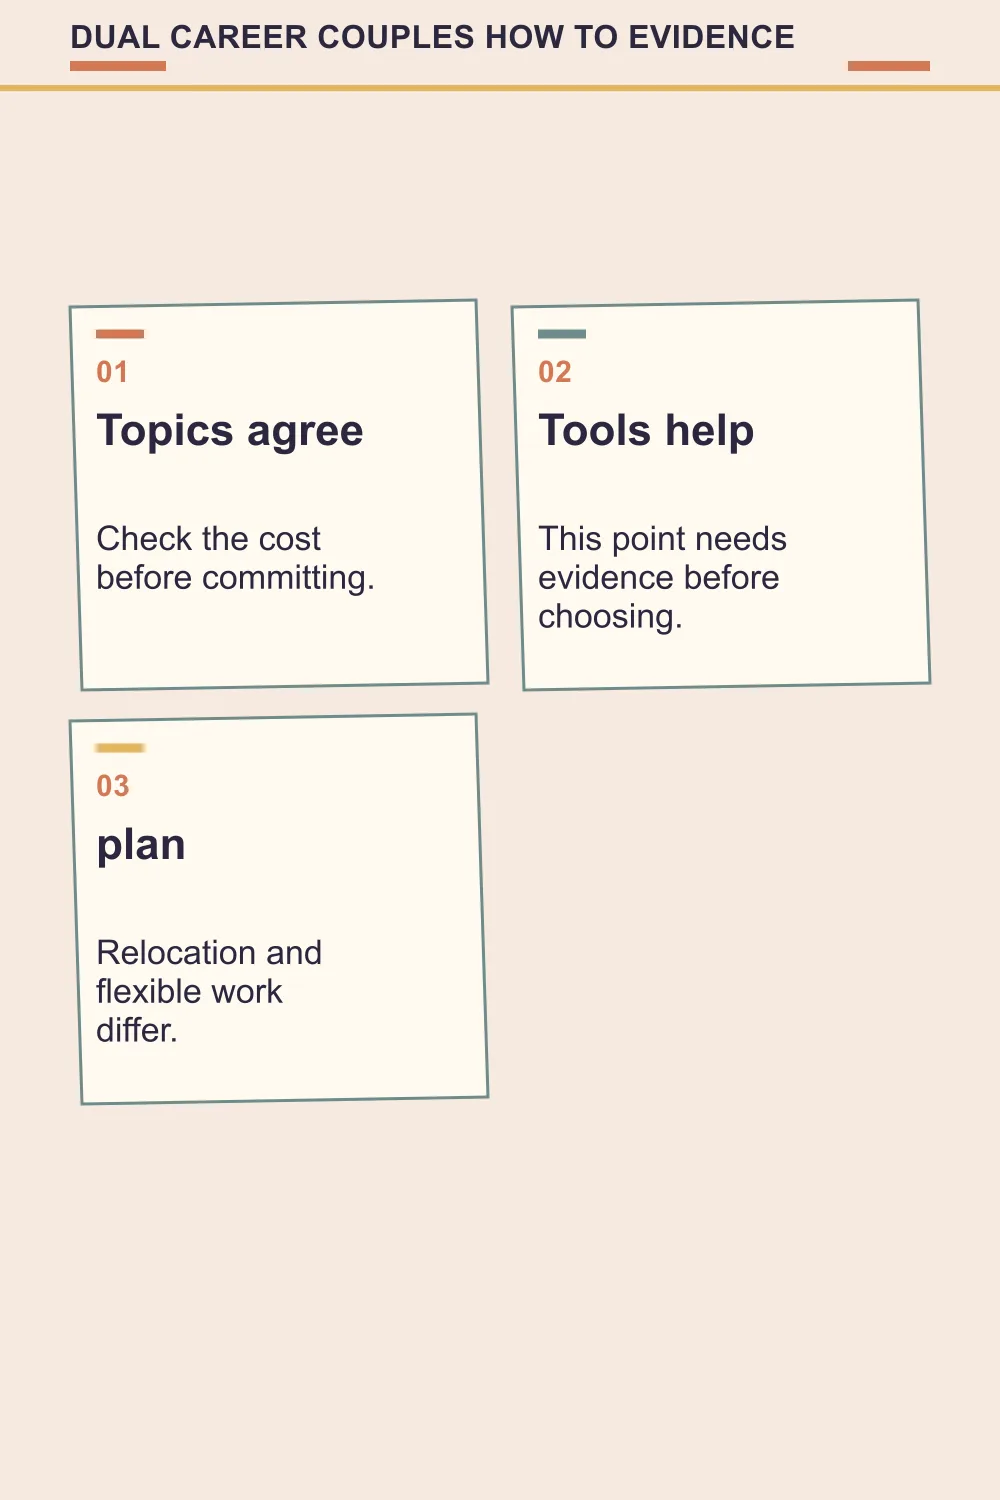 DUAL CAREER COUPLES HOW TO EVIDENCE
01
Topics agree
Check the cost
before committing.
02
Tools help
This point needs
evidence before
choosing.
03
plan
Relocation and
flexible work
differ.